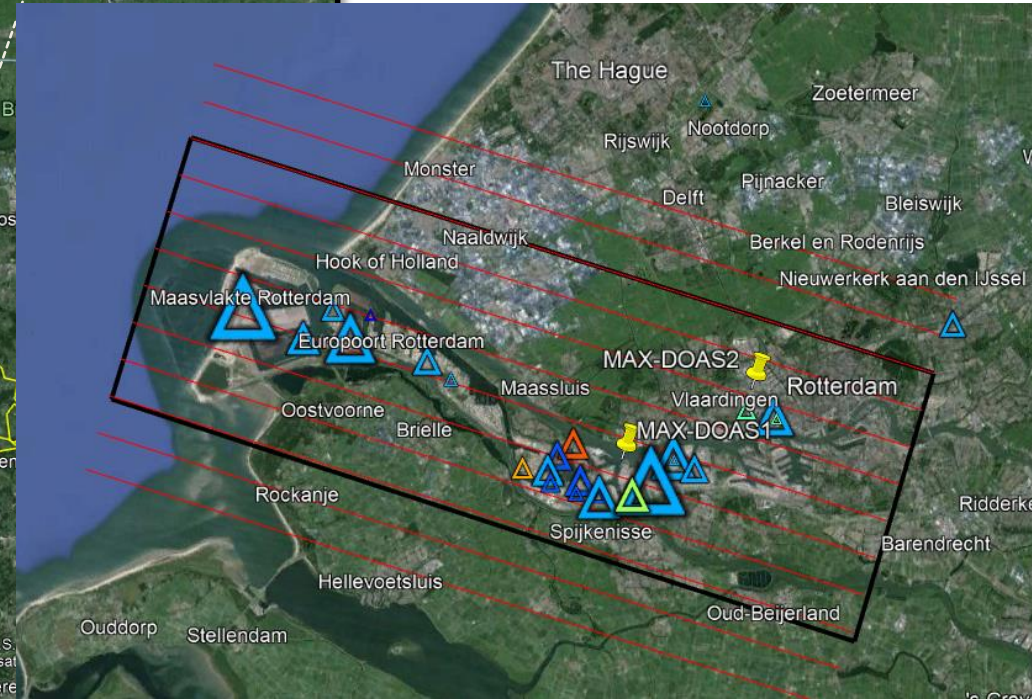 The Hague
Zoetermeer
Nootdorp
Rijswijk
Monster
Pijnacker
Delft
Bleiswijk
Naaldwijk
Berkel en Rodenrijs
Hook of Holland
Nieuwerkerk aan den IJssel
Maasvlakte Rotterdam
Europoort Rotterdam
MAX-DOAS2
Rotterdam
Maassluis
Vlaardingen
Oostvoorne
Brielle
MAX-DOAS1
Rockanje
Spijkenisse
Ridderke
Barendrecht
Hellevoetsluis
Oud-Beijerland
Ouddorp
Stellendam